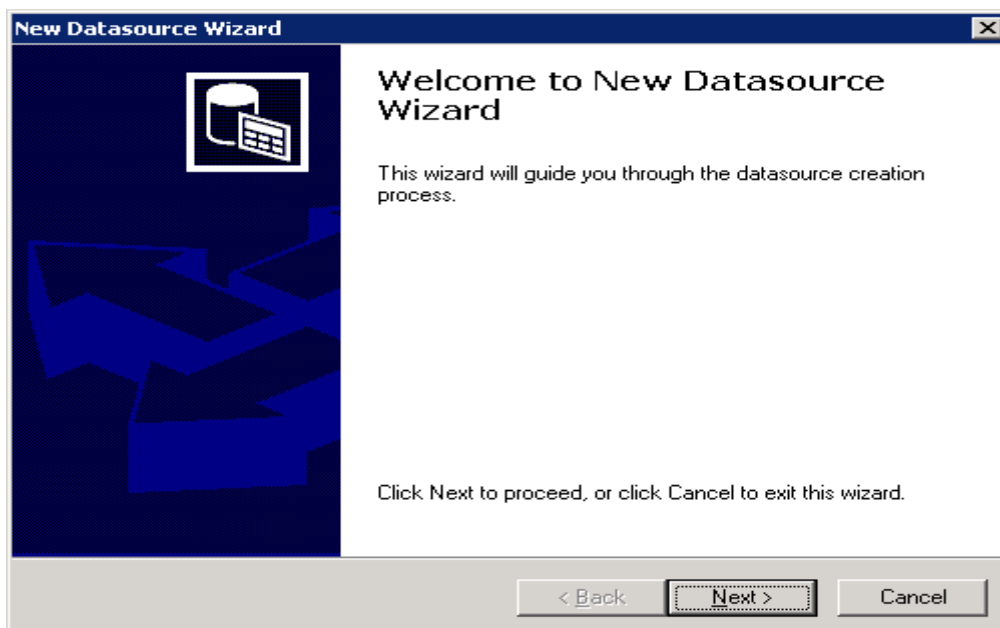 New Datasource Wizard
Welcome to New Datasource
Wizard
This wizard will guide you through the datasource creation
process.
Click Next to proceed, or click Cancel to exit this wizard.
< Back Next > Cancel